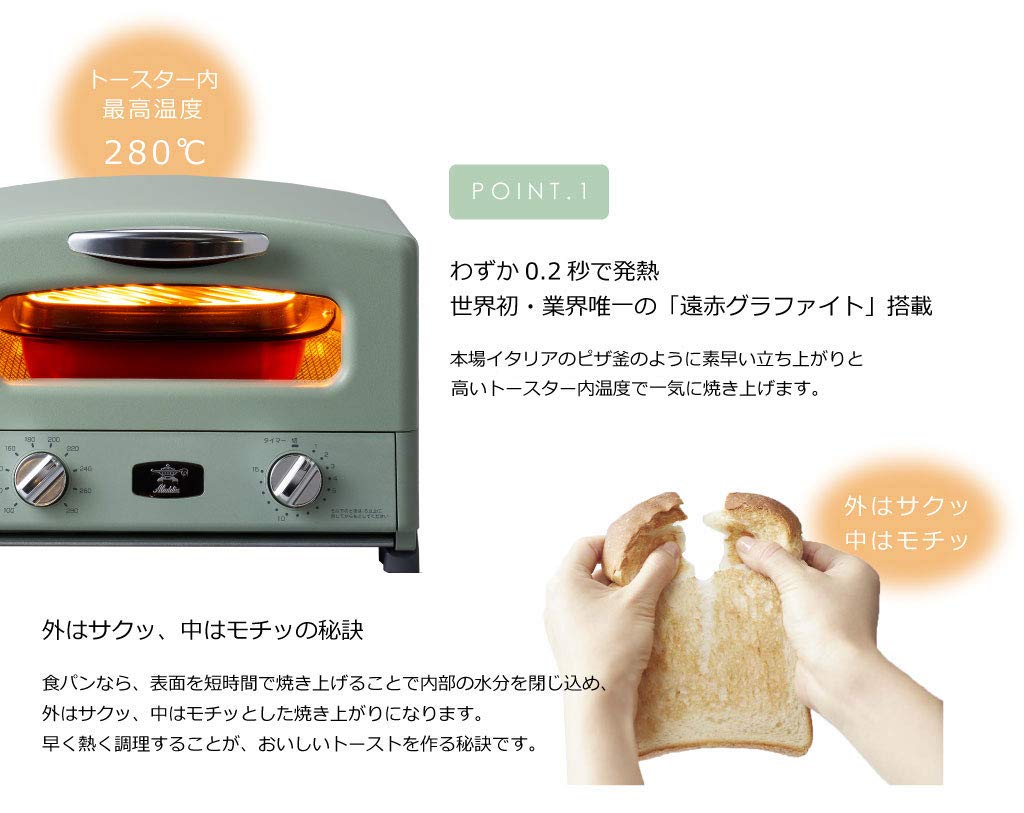 トースター内
最高温度
280℃
POINT.1
わずか0.2秒で発熱
世界初・業界唯一の「遠赤グラファイト」搭載
本場イタリアのピザ釜のように素早い立ち上がりと
高いトースター内温度で一気に焼き上げます。
160 180 200 220 240 260 280 100
Aladdin
タイマー 切 1 2 3 4 5 10 15
外はサクッ
中はモチッ
外はサクッ、中はモチッの秘訣
食パンなら、表面を短時間で焼き上げることで内部の水分を閉じ込め、
外はサクッ、中はモチッとした焼き上がりになります。
早く熱く調理することが、おいしいトーストを作る秘訣です。